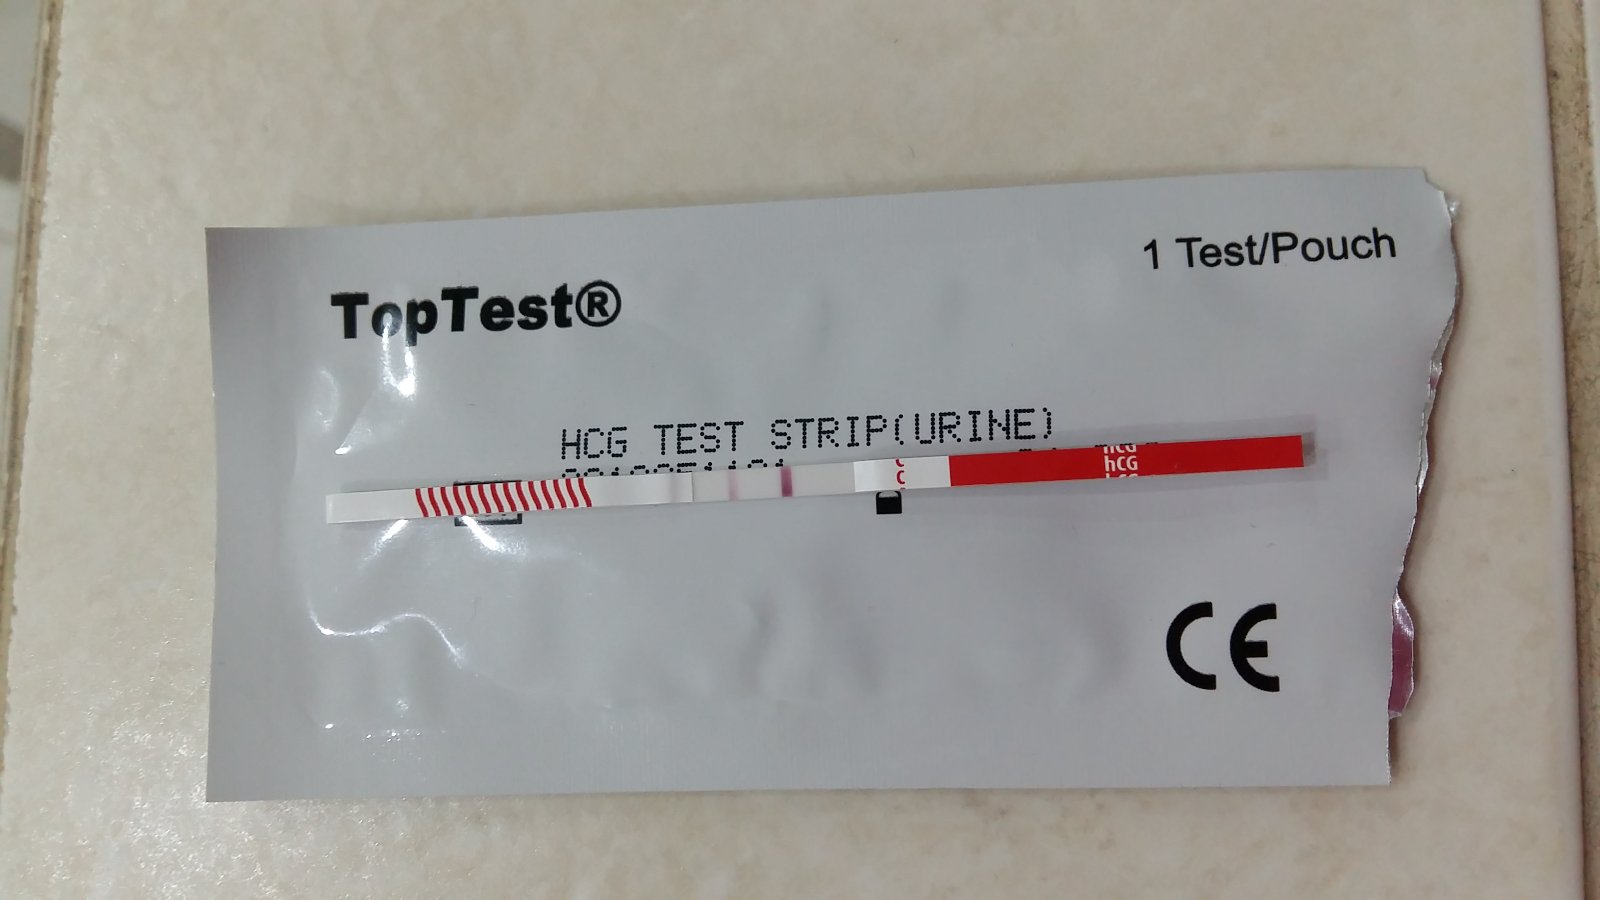 1 Test/Pouch
TopTest®
HCG TEST STRIP(URINE)
C
hCG
CE